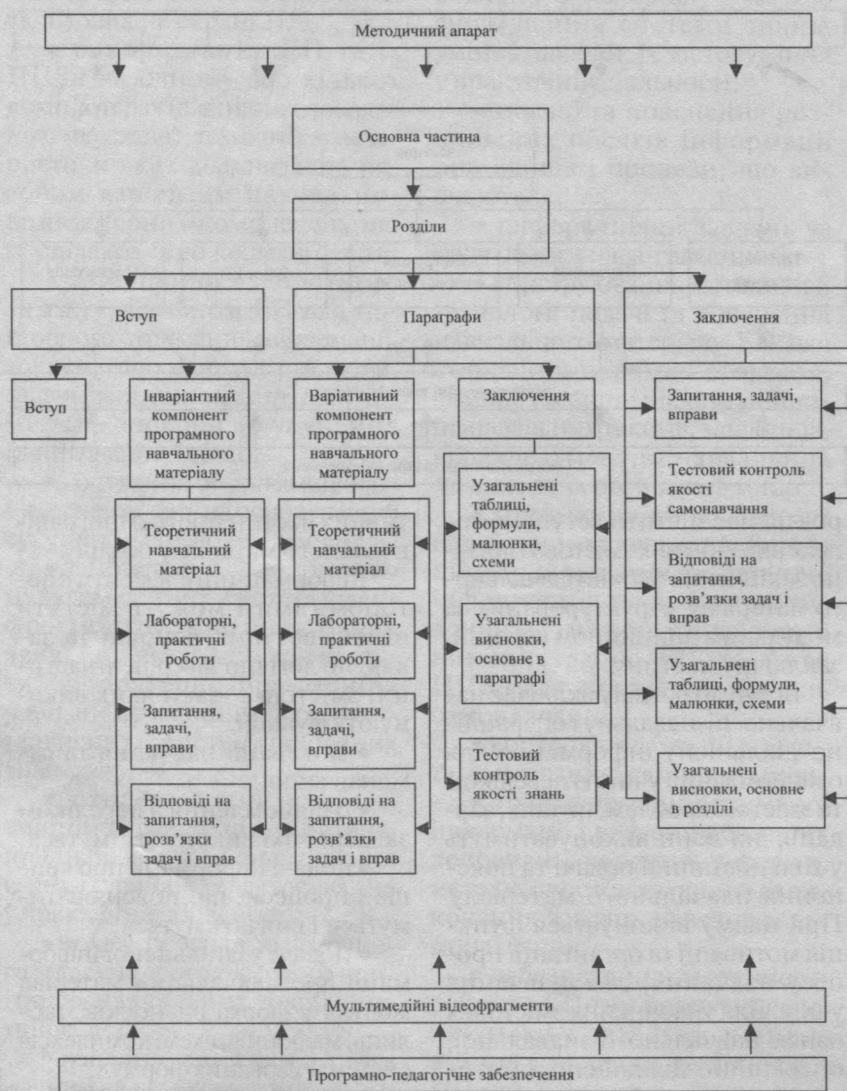 Методичний апарат
Основна частина
Розділи
Вступ
Параграфи
Заключення
Вступ
Інваріантний
компонент
програмного
навчального
матеріалу
Варіативний
компонент
програмного
навчального
матеріалу
Заключення
Запитання, задачі,
вправи
Теоретичний
навчальний
матеріал
Теоретичний
навчальний
матеріал
Узагальнені
таблиці,
формули,
малюнки,
схеми
Тестовий контроль
якості
самонавчання
Лабораторні,
практичні
роботи
Лабораторні,
практичні
роботи
Узагальнені
висновки,
основне в
параграфі
Відповіді на
запитання,
розв’язки задач і
вправ
Запитання,
задачі,
вправи
Запитання,
задачі,
вправи
Тестовий
контроль
якості знань
Узагальнені
таблиці, формули,
малюнки, схеми
Відповіді на
запитання,
розв’язки
задач і вправ
Відповіді на
запитання,
розв’язки
задач і вправ
Узагальнені
висновки, основне
в розділі
Мультимедійні відеофрагменти
Програмно-педагогічне забезпечення